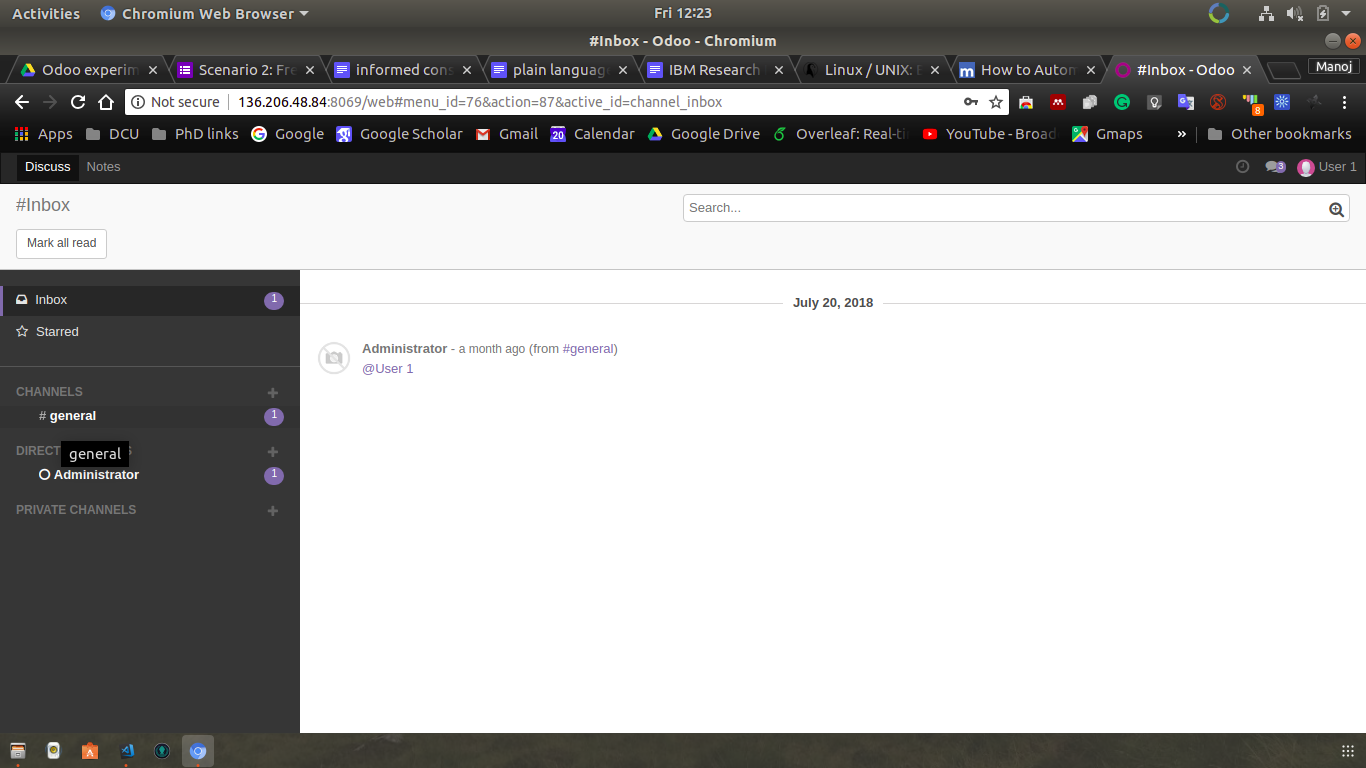 Activities Chromium Web Browser Fri 12:23
#Inbox - Odoo - Chromium
Odoo experim Scenario 2: Fre informed cons plain language IBM Research Linux / UNIX: How to Autom #Inbox - Odoo Manoj
Not secure 136.206.48.84:8069/web#menu_id=76&action=87&active_id=channel_inbox 8
Apps DCU PhD links Google Google Scholar Gmail 20 Calendar Google Drive Overleaf: Real-ti YouTube - Broad Gmaps » Other bookmarks
Discuss Notes 3 User 1
#Inbox Search...
Mark all read
Inbox 1
July 20, 2018
Starred
Administrator - a month ago (from #general)
@User 1
CHANNELS +
# general 1
DIRECT S +
general
Administrator 1
PRIVATE CHANNELS +